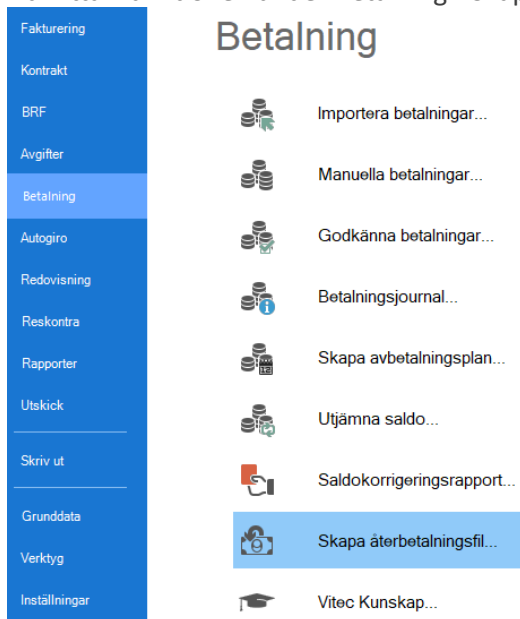 Fakturering
Kontrakt
BRF
Avgifter
Betalning
Autogiro
Redovisning
Reskontra
Rapporter
Utskick
Skriv ut
Grunddata
Verktyg
Inställningar
Betalning
Importera betalningar...
Manuella betalningar...
Godkänna betalningar...
Betalningsjournal...
Skapa avbetalningsplan...
Utjämna saldo...
Saldokorrigeringsrapport...
Skapa återbetalningsfil...
Vitec Kunskap...